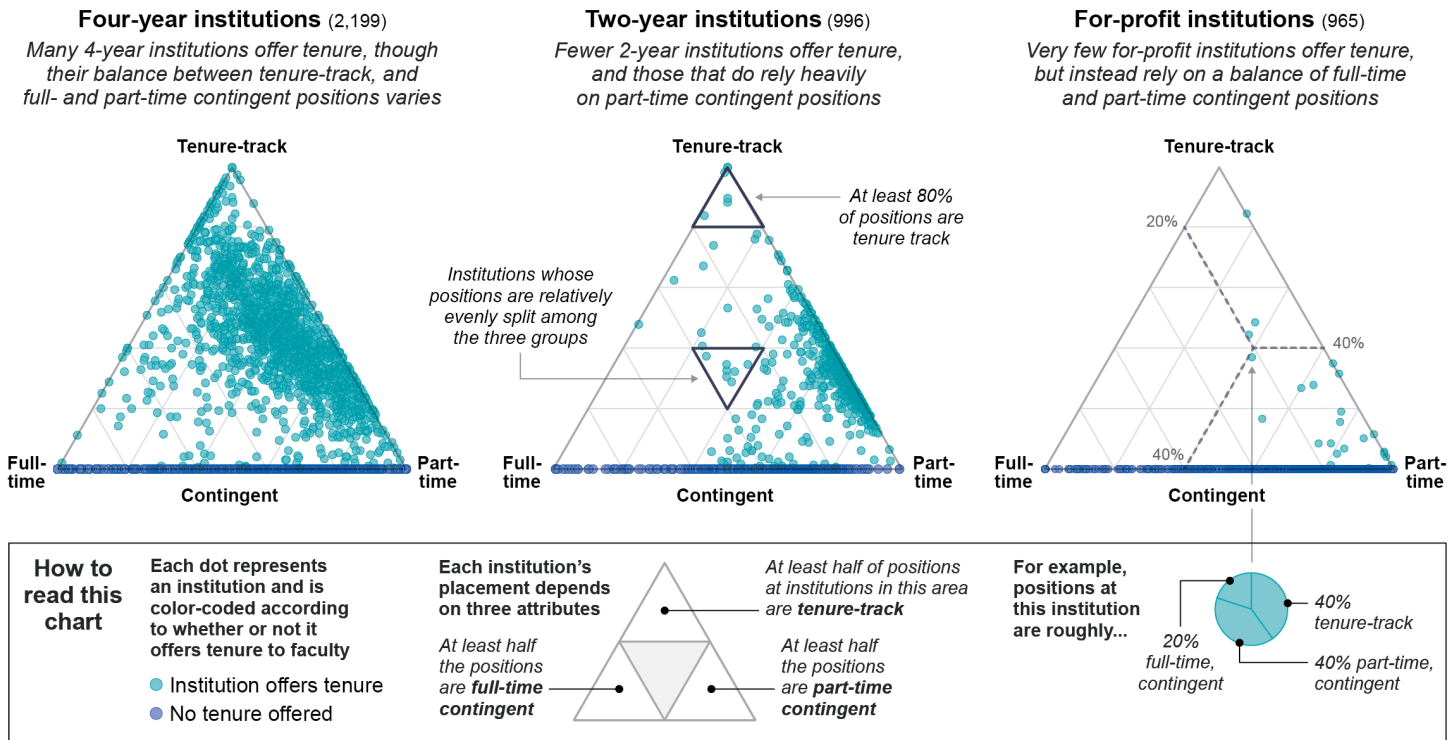 Four-year institutions (2,199)
Many 4-year institutions offer tenure, though
their balance between tenure-track, and
full- and part-time contingent positions varies
Tenure-track
Full-
time
Part-
time
Contingent
Two-year institutions (996)
Fewer 2-year institutions offer tenure,
and those that do rely heavily
on part-time contingent positions
Tenure-track
At least 80%
of positions are
tenure track
Institutions whose
positions are relatively
evenly split among
the three groups
Full-
time
Part-
time
Contingent
For-profit institutions (965)
Very few for-profit institutions offer tenure,
but instead rely on a balance of full-time
and part-time contingent positions
Tenure-track
20%
40%
40%
Full-
time
Part-
time
Contingent
How to
read this
chart
Each dot represents
an institution and is
color-coded according
to whether or not it
offers tenure to faculty
Institution offers tenure
No tenure offered
Each institution's
placement depends
on three attributes
At least half of positions
at institutions in this area
are tenure-track
At least half
the positions
are full-time
contingent
At least half
the positions
are part-time
contingent
For example,
positions at
this institution
are roughly...
20%
full-time,
contingent
40%
tenure-track
40% part-time,
contingent